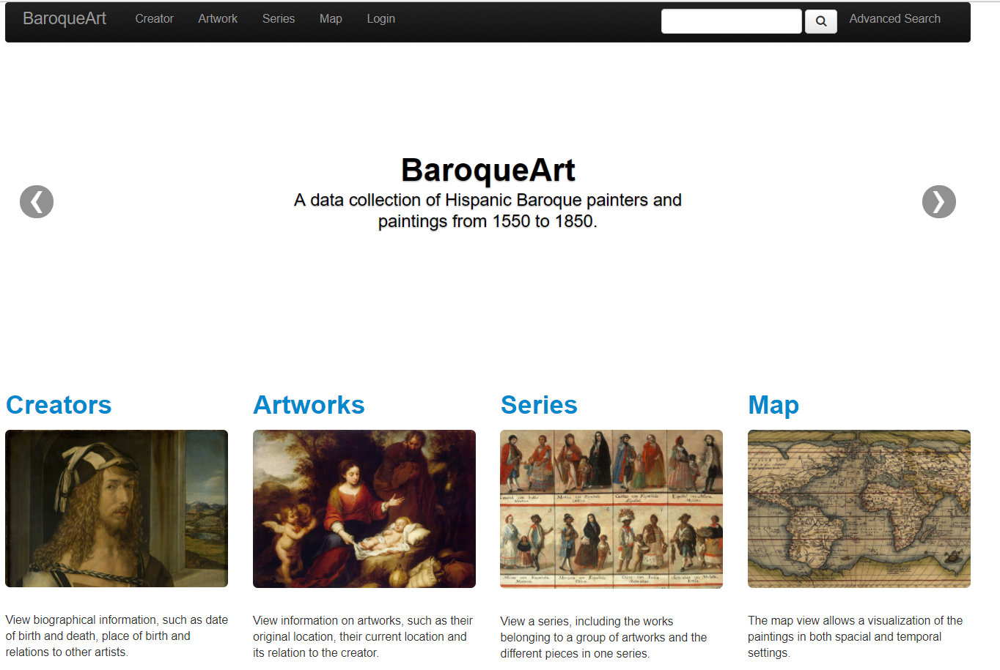 BaroqueArt Creator Artwork Series Map Login Advanced Search
BaroqueArt
A data collection of Hispanic Baroque painters and
paintings from 1550 to 1850.
Creators
Artworks
Series
Map
View biographical information, such as date
of birth and death, place of birth and
relations to other artists.
View information on artworks, such as their
original location, their current location and
its relation to the creator.
View a series, including the works
belonging to a group of artworks and the
different pieces in one series.
The map view allows a visualization of the
paintings in both spacial and temporal
settings.